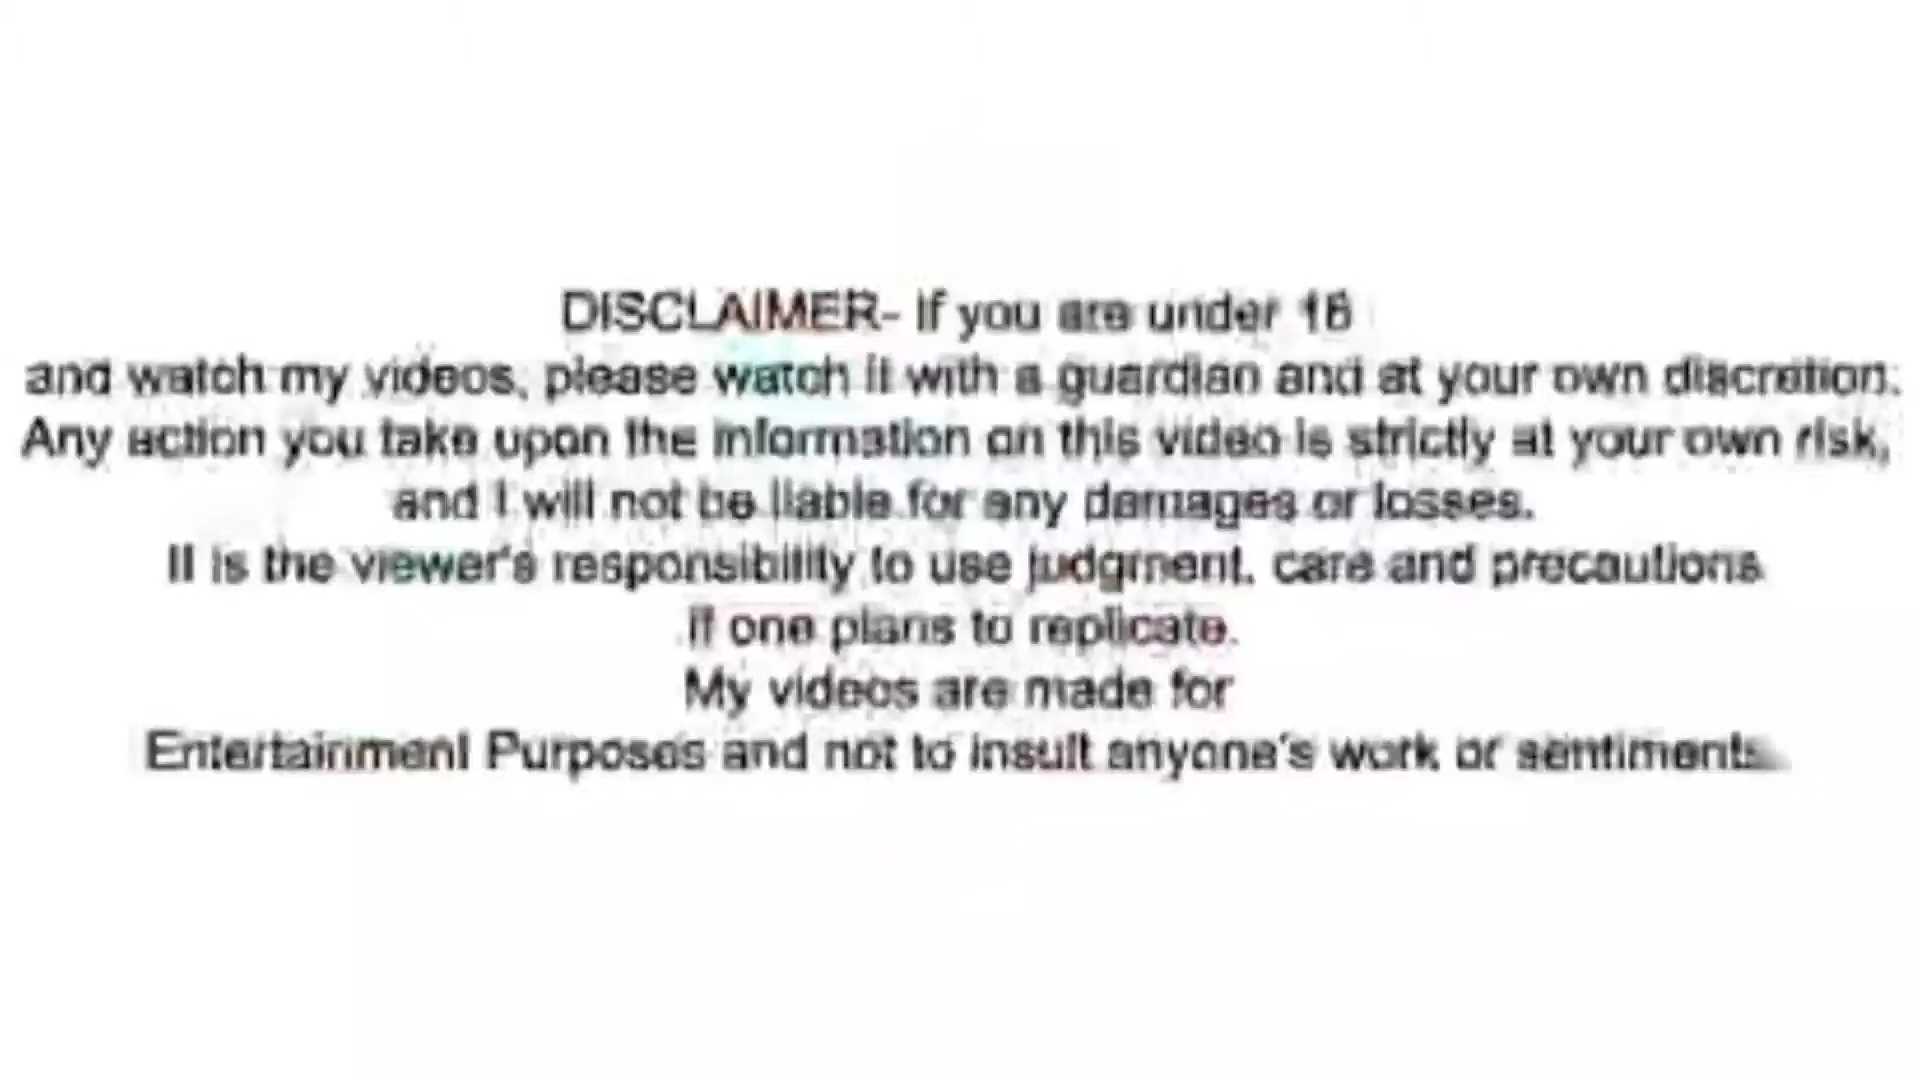 DISCLAIMER- If you are under
and watch my videos, please watch it with a guardian and at your own discretion.
Any action you take upon the information on this video is strictly at your own risk,
and I will not be liable for any damages or losses.
It is the viewer's responsibility to use judgment, care and precautions
if one plans to replicate.
My videos are made for
Entertainment Purposes and not to insult anyone's work or sentiments.